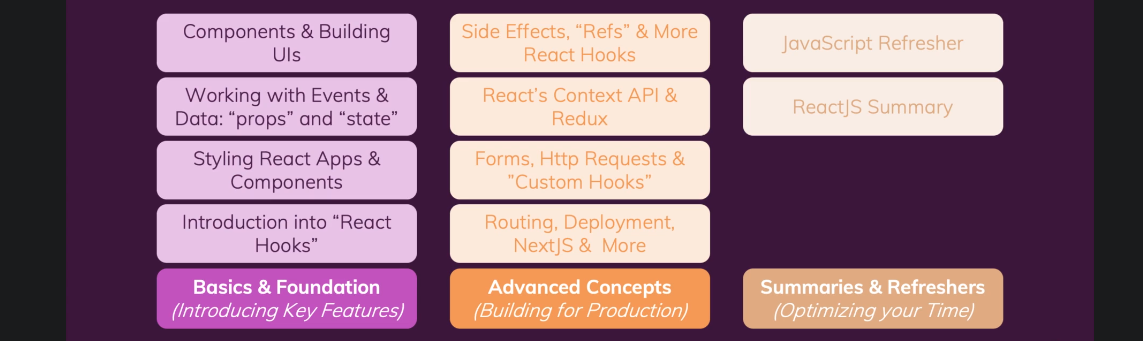 Components & Building
UIs
Working with Events &
Data: “props” and “state”
Styling React Apps &
Components
Introduction into “React
Hooks”
Basics & Foundation
(Introducing Key Features)
Side Effects, “Refs” & More
React Hooks
React’s Context API &
Redux
Forms, Http Requests &
”Custom Hooks”
Routing, Deployment,
NextJS & More
Advanced Concepts
(Building for Production)
JavaScript Refresher
ReactJS Summary
Summaries & Refreshers
(Optimizing your Time)